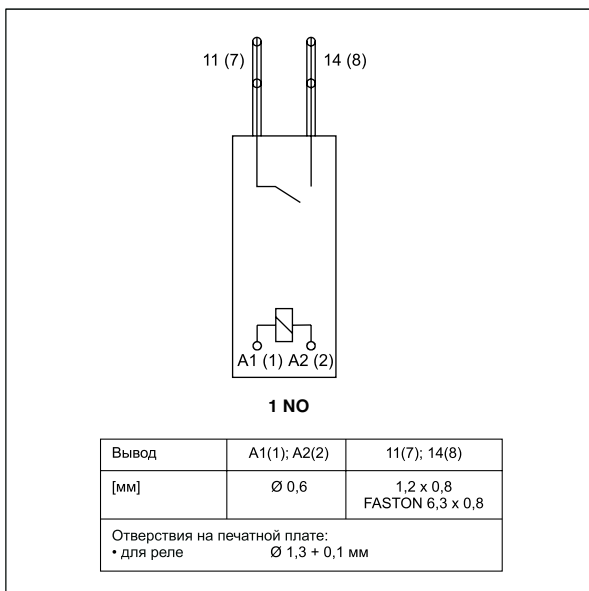 11 (7) 14 (8)
A1 (1) A2 (2)
1 NO
Вывод A1(1); A2(2) 11(7); 14(8)
[мм] Ø 0,6 1,2 x 0,8
FASTON 6,3 x 0,8
Отверстия на печатной плате:
• для реле Ø 1,3 + 0,1 мм